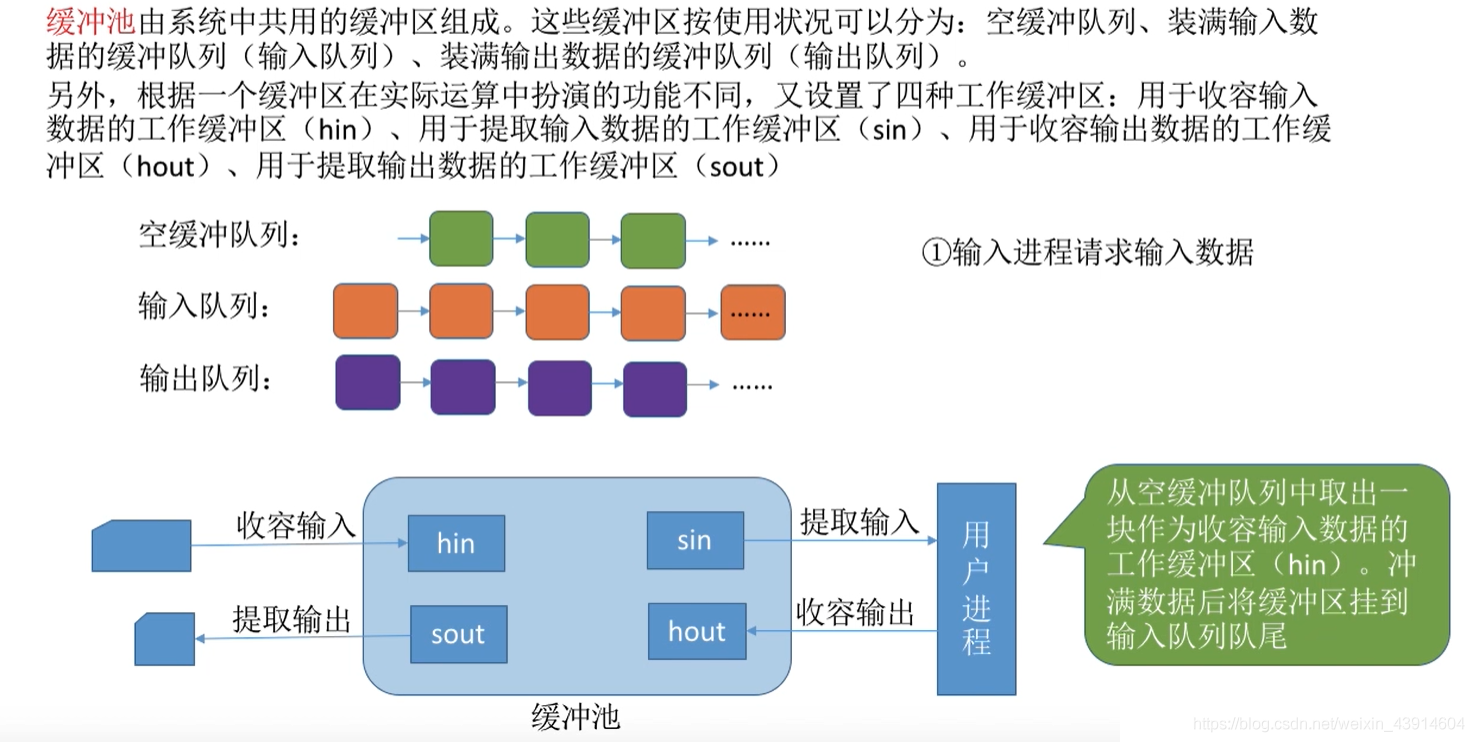 缓冲池由系统中共用的缓冲区组成。这些缓冲区按使用状况可以分为：空缓冲队列、装满输入数
据的缓冲队列（输入队列）、装满输出数据的缓冲队列（输出队列）。
另外，根据一个缓冲区在实际运算中扮演的功能不同，又设置了四种工作缓冲区：用于收容输入
数据的工作缓冲区（hin）、用于提取输入数据的工作缓冲区（sin）、用于收容输出数据的工作缓
冲区（hout）、用于提取输出数据的工作缓冲区（sout）
空缓冲队列：
......
①输入进程请求输入数据
输入队列：
......
输出队列：
......
收容输入
hin
sin
提取输入
提取输出
sout
hout
收容输出
用户进程
从空缓冲队列中取出一
块作为收容输入数据的
工作缓冲区（hin）。冲
满数据后将缓冲区挂到
输入队列队尾
缓冲池
https://blog.csdn.net/weixin_43914604